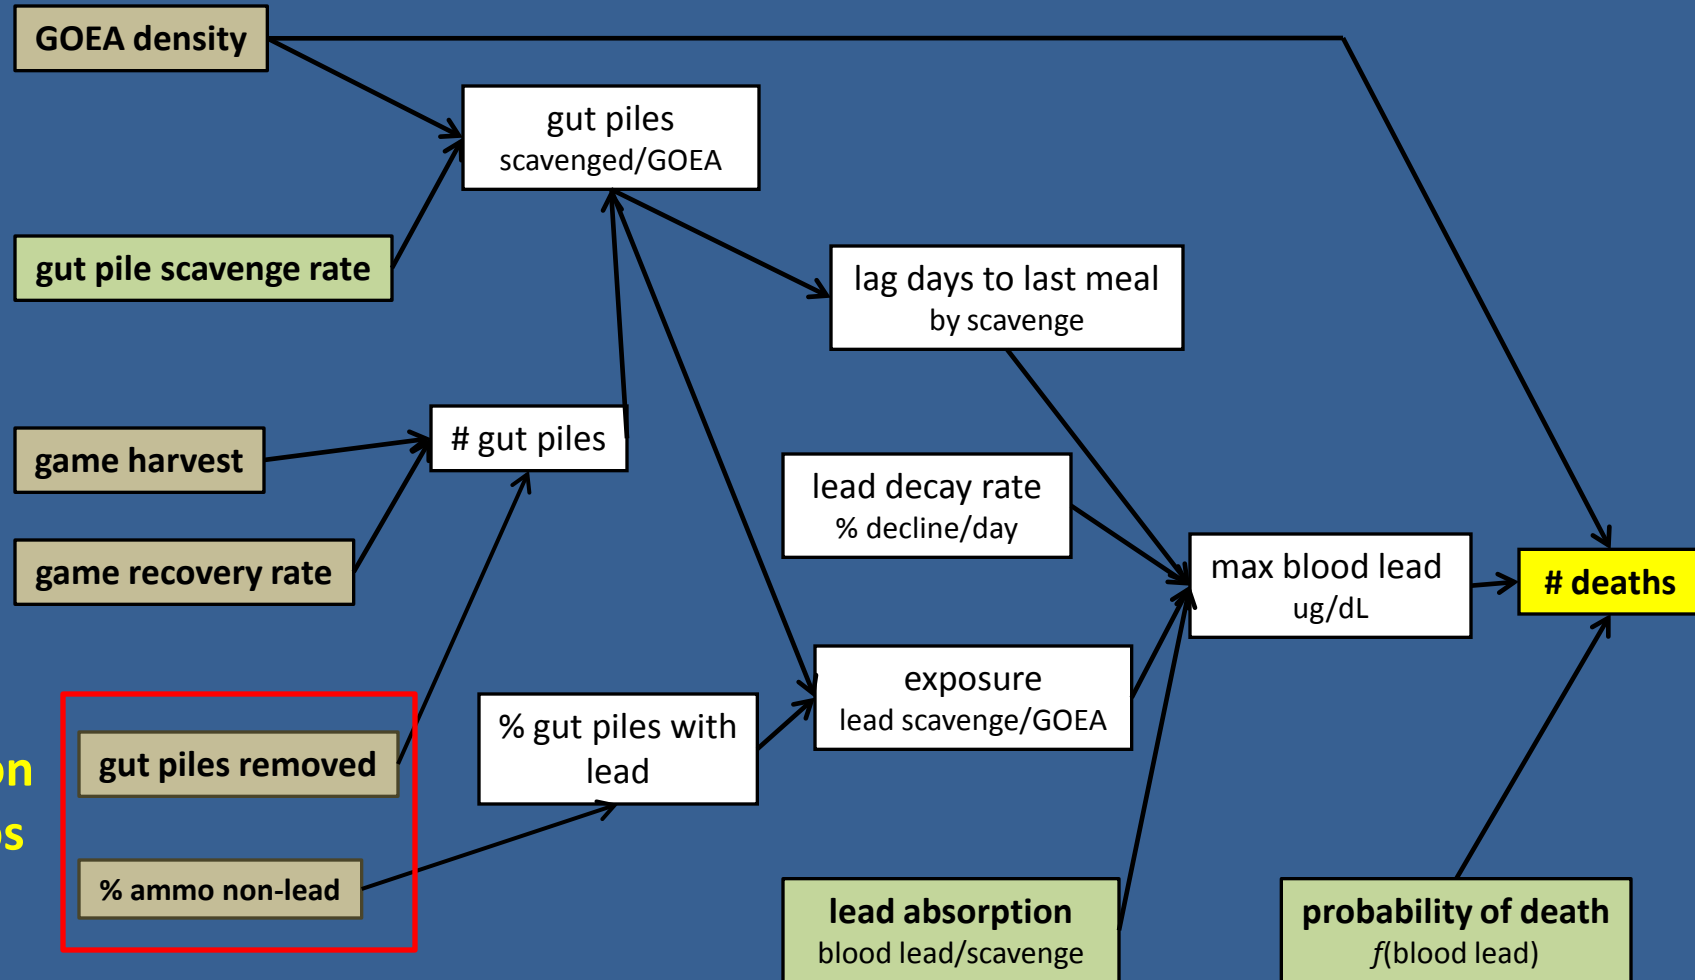 GOEA density
gut piles
scavenged/GOEA
gut pile scavenge rate
lag days to last meal
by scavenge
game harvest
# gut piles
lead decay rate
% decline/day
game recovery rate
max blood lead
ug/dL
# deaths
exposure
lead scavenge/GOEA
% gut piles with
lead
gut piles removed
% ammo non-lead
lead absorption
blood lead/scavenge
probability of death
f(blood lead)